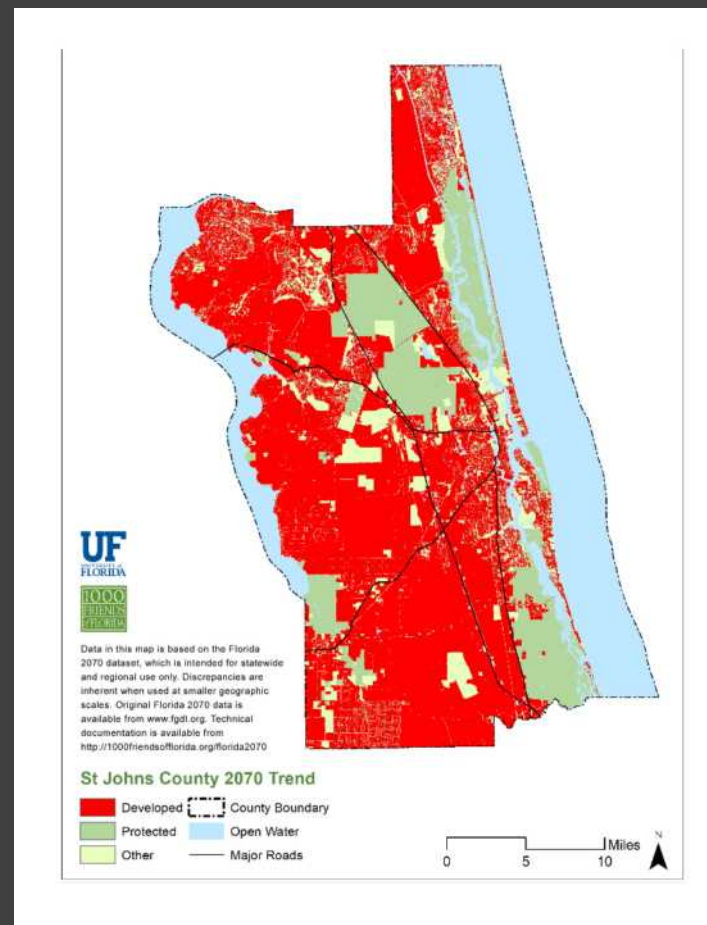 UF
UNIVERSITY of
FLORIDA
1000
FRIENDS
of FLORIDA
Data in this map is based on the Florida
2070 dataset, which is intended for statewide
and regional use only. Discrepancies are
inherent when used at smaller geographic
scales. Original Florida 2070 data is
available from www.fgdl.org. Technical
documentation is available from
http://1000friendsofflorida.org/florida2070
St Johns County 2070 Trend
Developed County Boundary
Protected Open Water
Other Major Roads
Miles
0 5 10
N